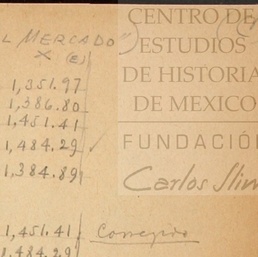 L MERCADO"
X (E)
1,351.97
1,386.80
1,451.41
1,484.29
1,384.89
1,451.41 Corregido
1,484.29
CENTRO DE
ESTUDIOS
DE HISTORIA
DE MEXICO
FUNDACIÓN
Carlos Slim